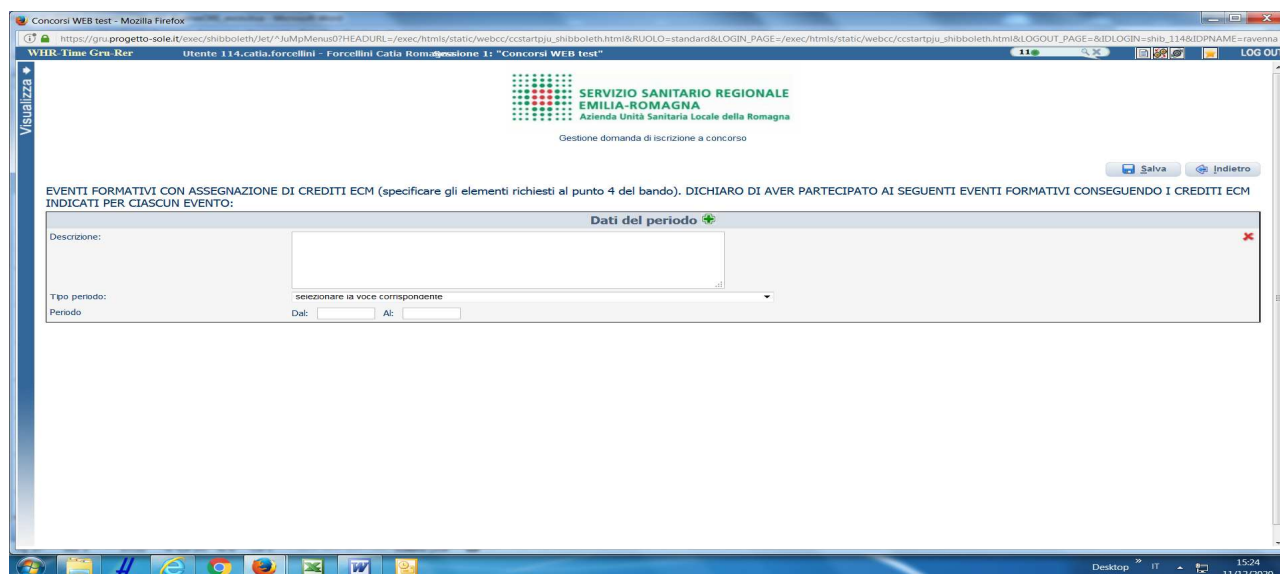 Concorsi WEB test - Mozilla Firefox
https://gru.progetto-sole.it/exec/shibboleth/Jet/^JuMpMenus0?HEADURL=/exec/htmls/static/webcc/ccstartpju_shibboleth.html&RUOLO=standard&LOGIN_PAGE=/exec/htmls/static/webcc/ccstartpju_shibboleth.html&LOGOUT_PAGE=&IDLOGIN=shib_114&IDPNAME=ravenna
WHR-Time Gru-Rer Utente 114.catia.forcellini - Forcellini Catia Romagna Sessione 1: "Concorsi WEB test" 11 LOG OU
Visualizza
SERVIZIO SANITARIO REGIONALE
EMILIA-ROMAGNA
Azienda Unità Sanitaria Locale della Romagna
Gestione domanda di iscrizione a concorso
Salva Indietro
EVENTI FORMATIVI CON ASSEGNAZIONE DI CREDITI ECM (specificare gli elementi richiesti al punto 4 del bando). DICHIARO DI AVER PARTECIPATO AI SEGUENTI EVENTI FORMATIVI CONSEGUENDO I CREDITI ECM
INDICATI PER CIASCUN EVENTO:
Dati del periodo
Descrizione:
Tipo periodo: selezionare la voce corrispondente
Periodo Dal: Al:
Desktop » IT 15:24
11/12/2020